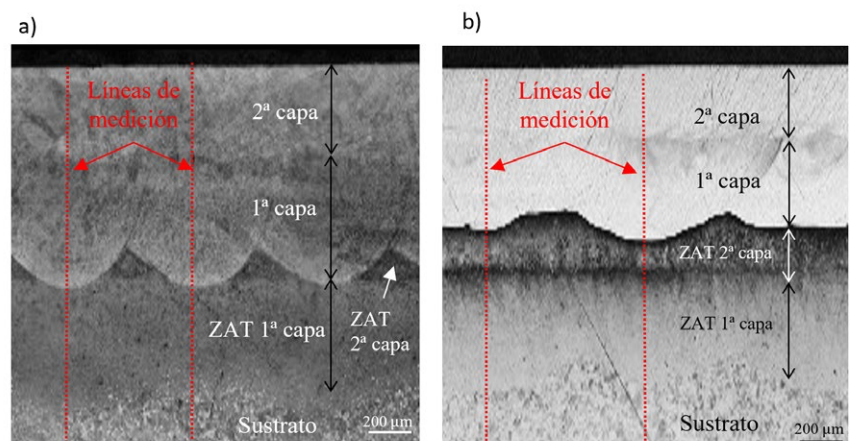 a)
Líneas de
medición
2ª capa
1ª capa
ZAT 1ª capa
ZAT
2ª capa
Sustrato
200 µm
b)
Líneas de
medición
2ª capa
1ª capa
ZAT 2ª capa
ZAT 1ª capa
Sustrato
200 µm